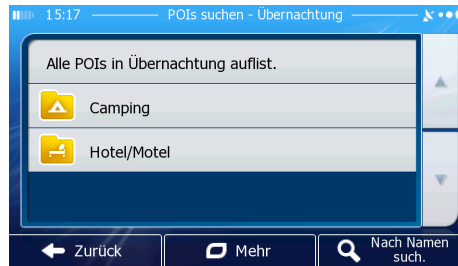 15:17 POIs suchen - Übernachtung
Alle POIs in Übernachtung auflist.
Camping
Hotel/Motel
Zurück
Mehr
Nach Namen
such.